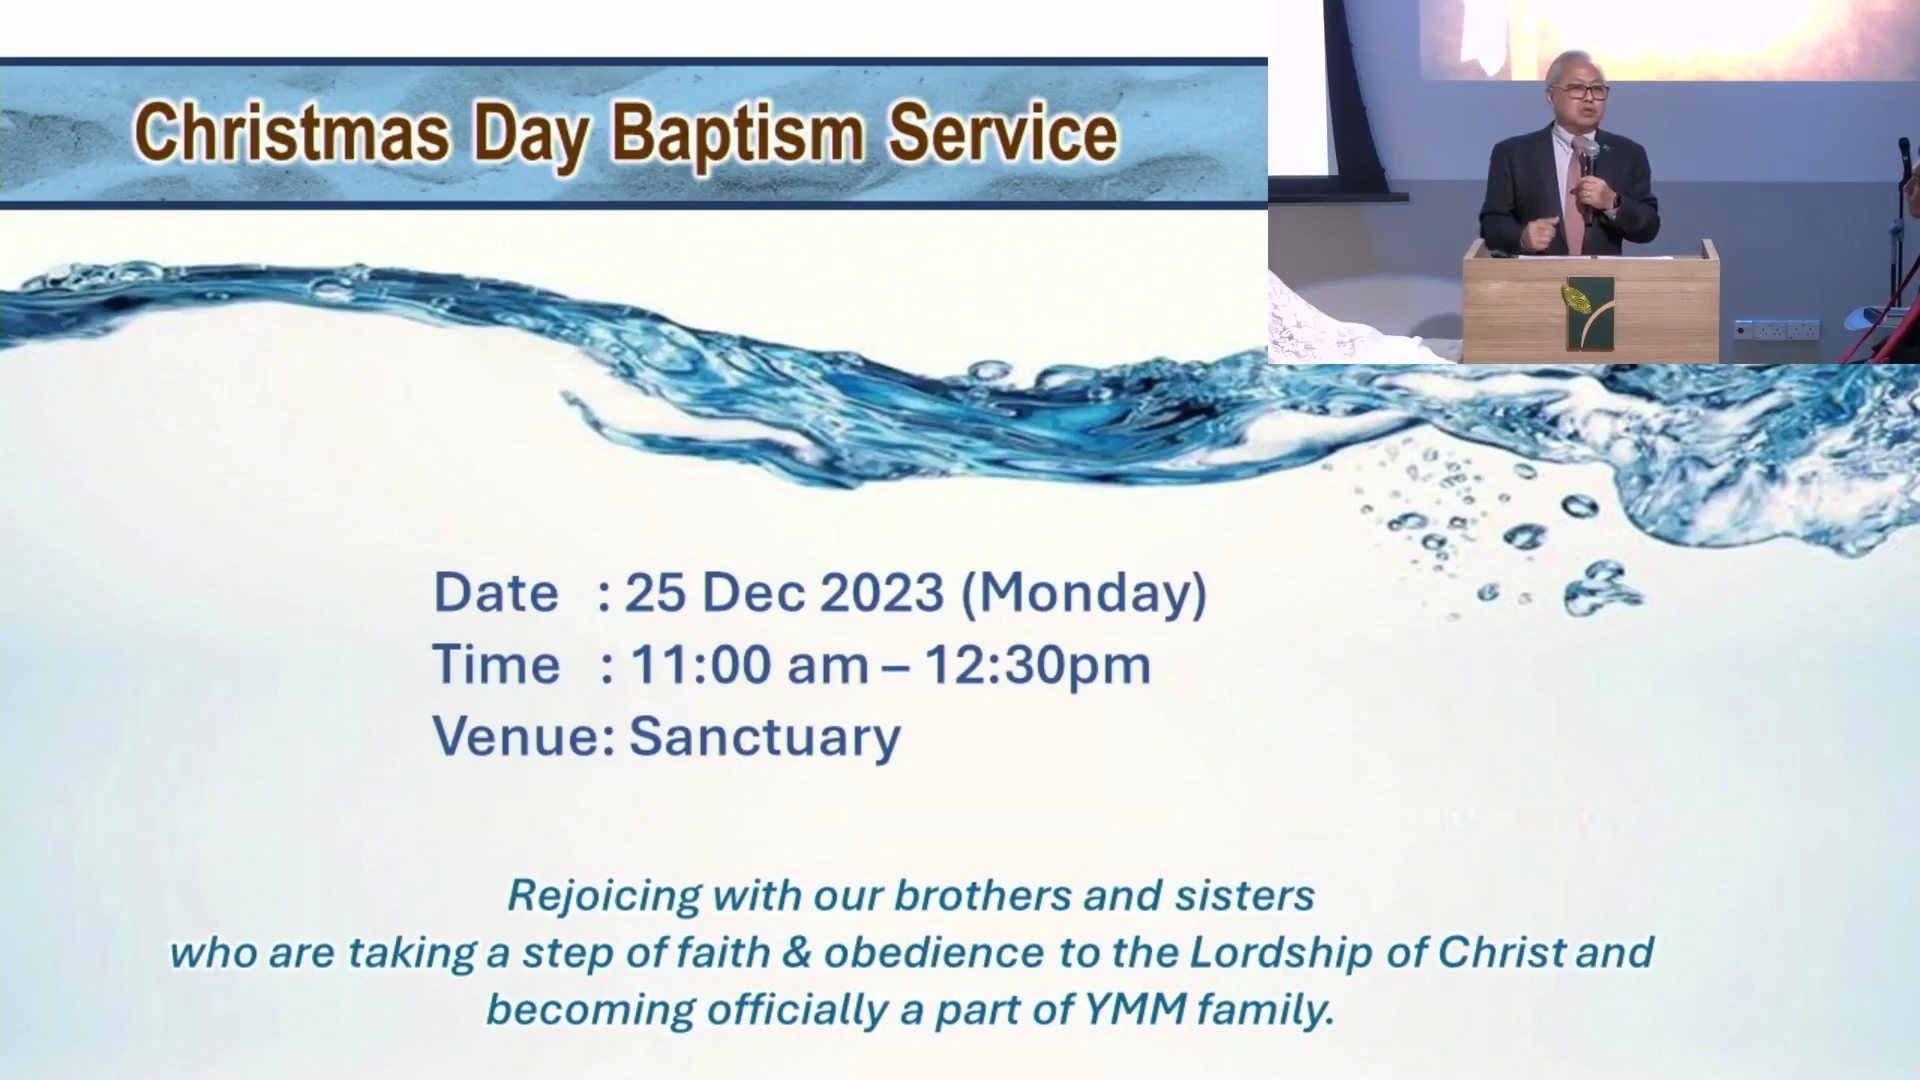 Christmas Day Baptism Service
Date : 25 Dec 2023 (Monday)
Time : 11:00 am – 12:30pm
Venue: Sanctuary
Rejoicing with our brothers and sisters
who are taking a step of faith & obedience to the Lordship of Christ and
becoming officially a part of YMM family.